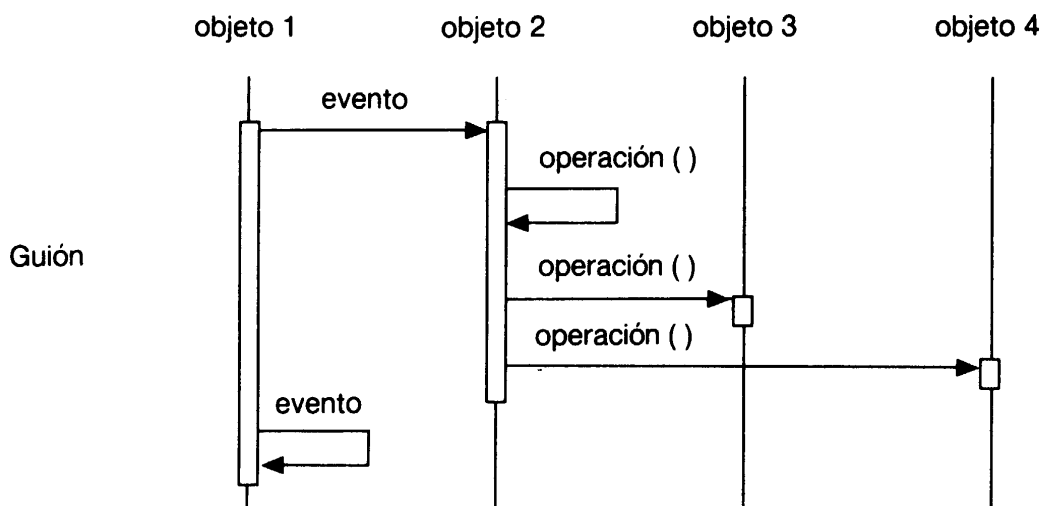 objeto 1
objeto 2
objeto 3
objeto 4
evento
operación ( )
Guión
operación ( )
operación ( )
evento